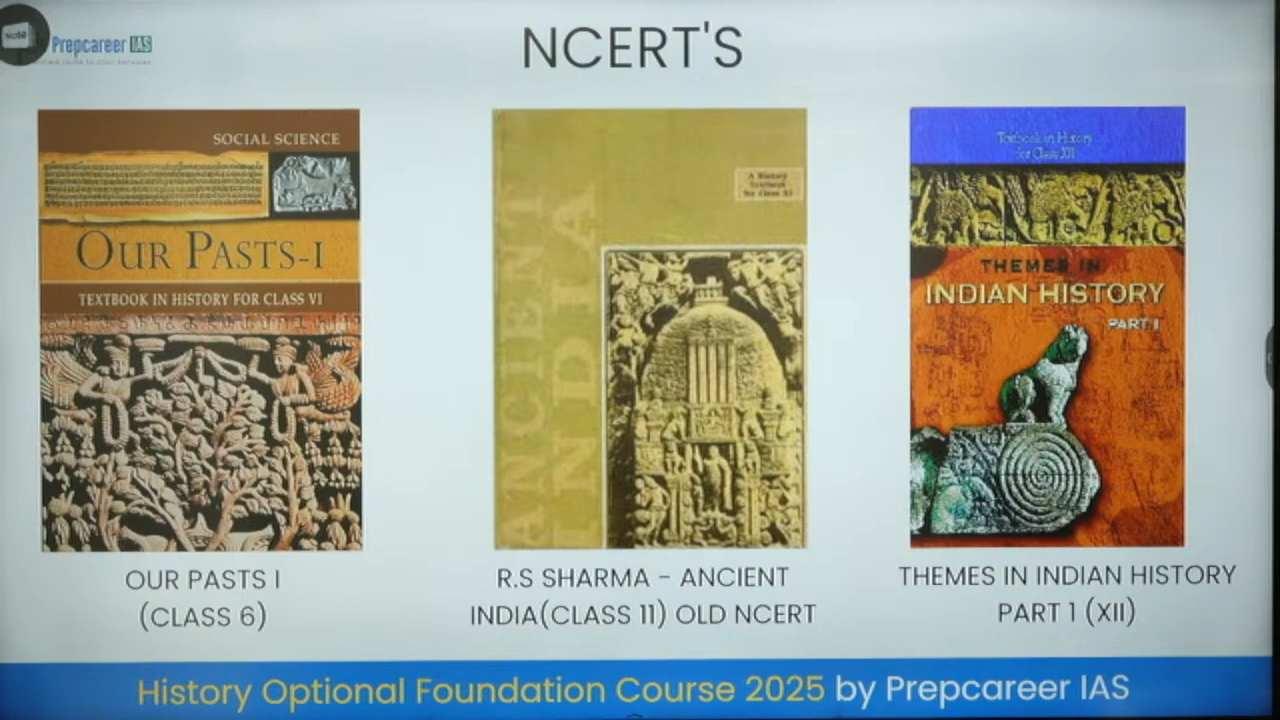 NCERT'S
Prepcareer IAS
SOCIAL SCIENCE
OUR PASTS-I
TEXTBOOK IN HISTORY FOR CLASS VI
ANCIENT
INDIA
A History
Textbook
for Class XI
Textbook in History
for Class XII
THEMES IN
INDIAN HISTORY
PART I
OUR PASTS I
(CLASS 6)
R.S SHARMA - ANCIENT
INDIA(CLASS 11) OLD NCERT
THEMES IN INDIAN HISTORY
PART 1 (XII)
History Optional Foundation Course 2025 by Prepcareer IAS